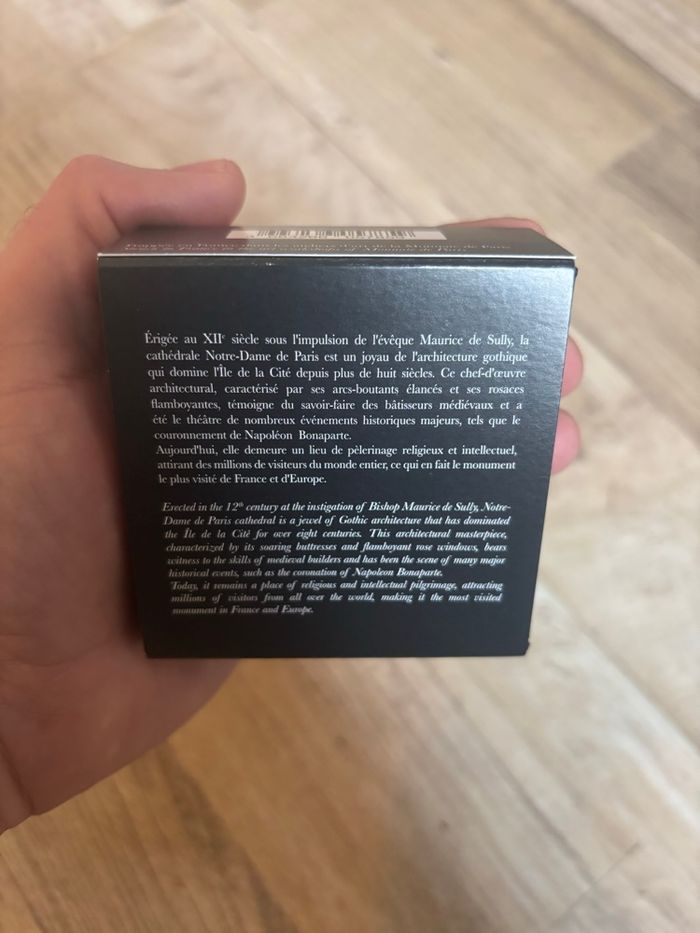 Érigée au XIIe siècle sous l'impulsion de l'évêque Maurice de Sully, la
cathédrale Notre-Dame de Paris est un joyau de l'architecture gothique
qui domine l'Île de la Cité depuis plus de huit siècles. Ce chef-d'œuvre
architectural, caractérisé par ses arcs-boutants élancés et ses rosaces
flamboyantes, témoigne du savoir-faire des bâtisseurs médiévaux et a
été le théâtre de nombreux événements historiques majeurs, tels que le
couronnement de Napoléon Bonaparte.
Aujourd'hui, elle demeure un lieu de pèlerinage religieux et intellectuel,
attirant des millions de visiteurs du monde entier, ce qui en fait le monument
le plus visité de France et d'Europe.
Erected in the 12th century at the instigation of Bishop Maurice de Sully, Notre-
Dame de Paris cathedral is a jewel of Gothic architecture that has dominated
the Île de la Cité for over eight centuries. This architectural masterpiece,
characterized by its soaring buttresses and flamboyant rose windows, bears
witness to the skills of medieval builders and has been the scene of many major
historical events, such as the coronation of Napoleon Bonaparte.
Today, it remains a place of religious and intellectual pilgrimage, attracting
millions of visitors from all over the world, making it the most visited
monument in France and Europe.